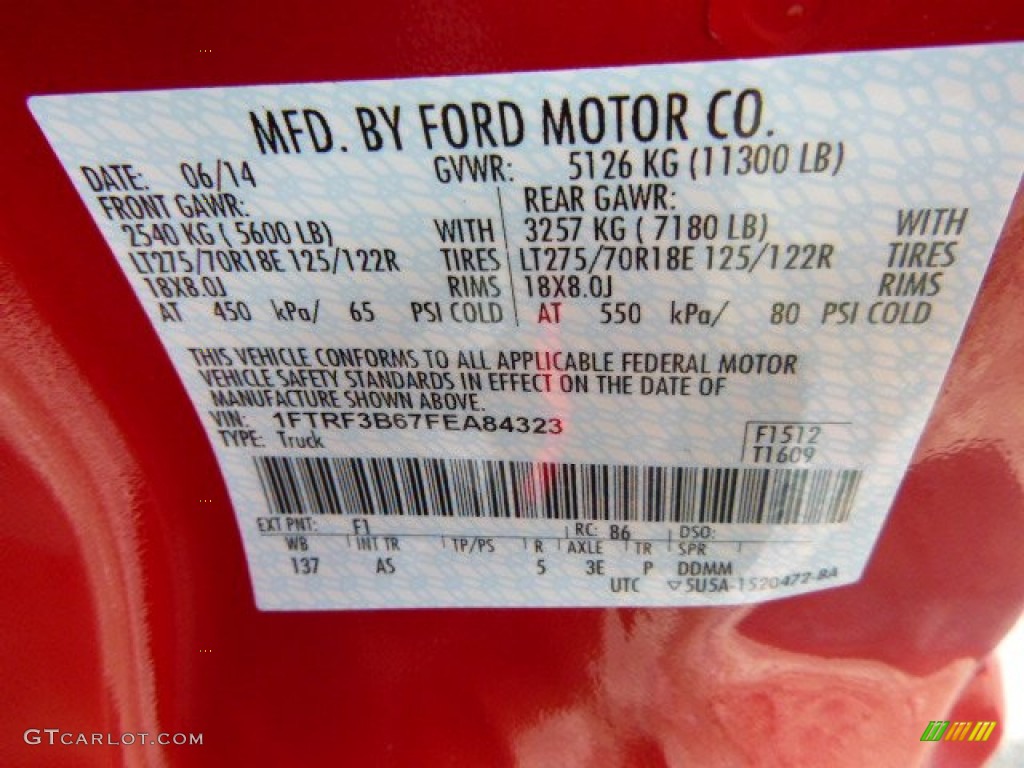 MFD. BY FORD MOTOR CO.
DATE: 06/14 GVWR: 5126 KG (11300 LB)
FRONT GAWR: REAR GAWR:
2540 KG ( 5600 LB) WITH 3257 KG ( 7180 LB) WITH
LT275/70R18E 125/122R TIRES LT275/70R18E 125/122R TIRES
18X8.0J RIMS 18X8.0J RIMS
AT 450 kPa/ 65 PSI COLD AT 550 kPa/ 80 PSI COLD
THIS VEHICLE CONFORMS TO ALL APPLICABLE FEDERAL MOTOR
VEHICLE SAFETY STANDARDS IN EFFECT ON THE DATE OF
MANUFACTURE SHOWN ABOVE.
VIN: 1FTRF3B67FEA84323
TYPE: Truck
F1512
T1609
EXT PNT: F1 RC: 86 DSO:
WB INT TR TP/PS R AXLE TR SPR
137 AS 5 3E P DDMM
UTC ▽5U5A-1520472-BA
GTCARLOT.COM